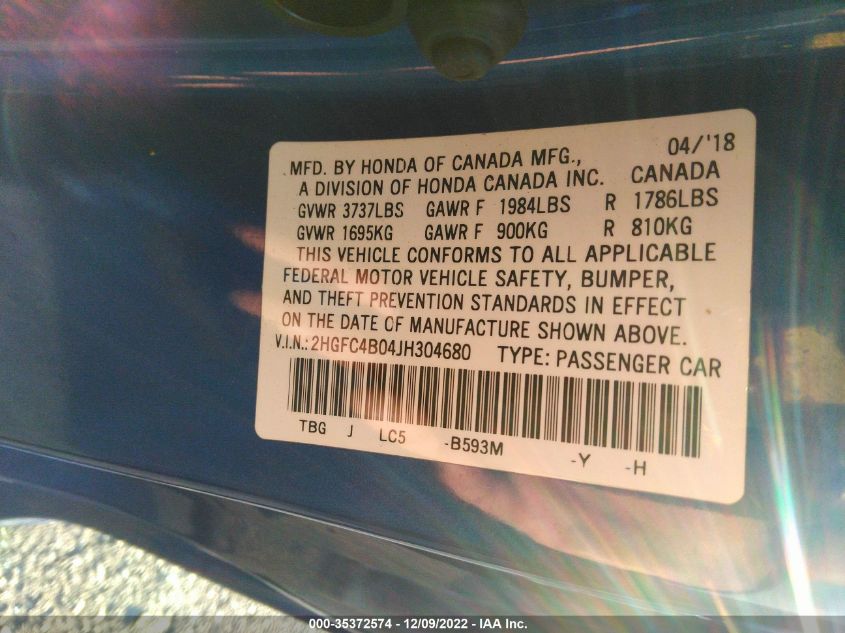 04/'18
MFD. BY HONDA OF CANADA MFG.,
A DIVISION OF HONDA CANADA INC. CANADA
GVWR 3737LBS GAWR F 1984LBS R 1786LBS
GVWR 1695KG GAWR F 900KG R 810KG
THIS VEHICLE CONFORMS TO ALL APPLICABLE
FEDERAL MOTOR VEHICLE SAFETY, BUMPER,
AND THEFT PREVENTION STANDARDS IN EFFECT
ON THE DATE OF MANUFACTURE SHOWN ABOVE.
V.I.N.: 2HGFC4B04JH304680 TYPE: PASSENGER CAR
TBG J LC5 -B593M -Y -H
000-35372574 - 12/09/2022 - IAA Inc.